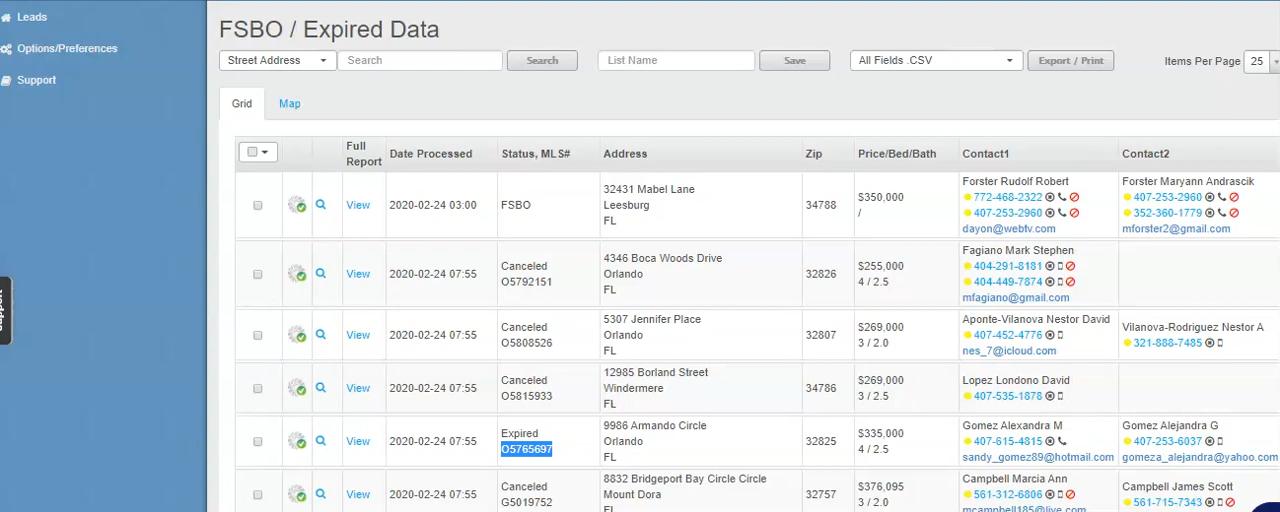 Leads
Options/Preferences
Support
Support
FSBO / Expired Data
Street Address Search Search List Name Save All Fields .CSV Export / Print Items Per Page 25
Grid Map
Full Report Date Processed Status, MLS# Address Zip Price/Bed/Bath Contact1 Contact2
View 2020-02-24 03:00 FSBO
32431 Mabel Lane
Leesburg
FL
34788
$350,000
/
Forster Rudolf Robert
772-468-2322
407-253-2960
dayon@webtv.com
Forster Maryann Andrascik
407-253-2960
352-360-1779
mforster2@gmail.com
View 2020-02-24 07:55
Canceled
O5792151
4346 Boca Woods Drive
Orlando
FL
32826
$255,000
4 / 2.5
Fagiano Mark Stephen
404-291-8181
404-449-7874
mfagiano@gmail.com
View 2020-02-24 07:55
Canceled
O5808526
5307 Jennifer Place
Orlando
FL
32807
$269,000
3 / 2.0
Aponte-Vilanova Nestor David
407-452-4776
nes_7@icloud.com
Vilanova-Rodriguez Nestor A
321-888-7485
View 2020-02-24 07:55
Canceled
O5815933
12985 Borland Street
Windermere
FL
34786
$269,000
3 / 2.5
Lopez Londono David
407-535-1878
View 2020-02-24 07:55
Expired
O5765697
9986 Armando Circle
Orlando
FL
32825
$335,000
4 / 2.5
Gomez Alexandra M
407-615-4815
sandy_gomez89@hotmail.com
Gomez Alejandra G
407-253-6037
gomeza_alejandra@yahoo.com
View 2020-02-24 07:55
Canceled
G5019752
8832 Bridgeport Bay Circle Circle
Mount Dora
FL
32757
$376,095
3 / 2.0
Campbell Marcia Ann
561-312-6806
mcampbell185@live.com
Campbell James Scott
561-715-7343